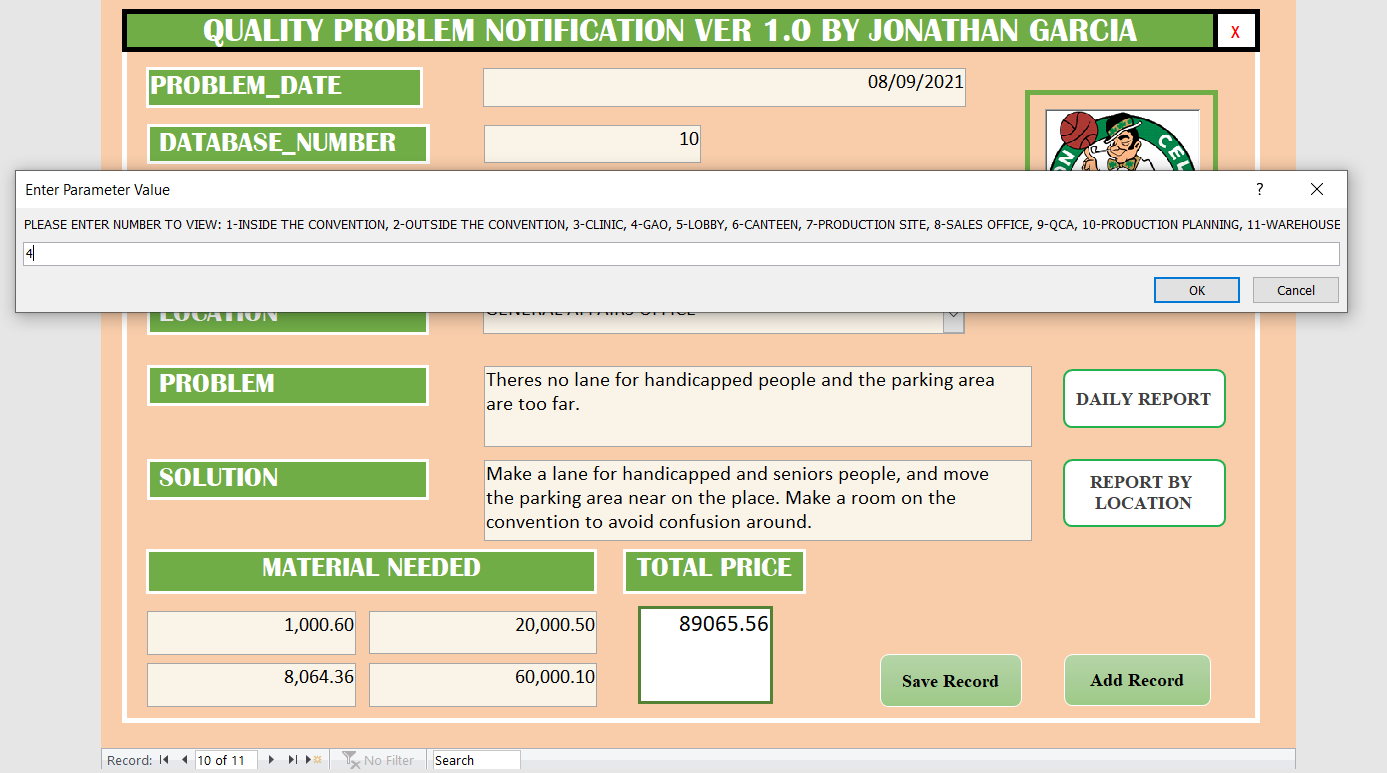 QUALITY PROBLEM NOTIFICATION VER 1.0 BY JONATHAN GARCIA
X
PROBLEM_DATE
08/09/2021
DATABASE_NUMBER
10
CEL
Enter Parameter Value
?
PLEASE ENTER NUMBER TO VIEW: 1-INSIDE THE CONVENTION, 2-OUTSIDE THE CONVENTION, 3-CLINIC, 4-GAO, 5-LOBBY, 6-CANTEEN, 7-PRODUCTION SITE, 8-SALES OFFICE, 9-QCA, 10-PRODUCTION PLANNING, 11-WAREHOUSE
4
OK
Cancel
LOCATION
GENERAL AFFAIRS OFFICE
PROBLEM
Theres no lane for handicapped people and the parking area
are too far.
DAILY REPORT
SOLUTION
Make a lane for handicapped and seniors people, and move
the parking area near on the place. Make a room on the
convention to avoid confusion around.
REPORT BY
LOCATION
MATERIAL NEEDED
TOTAL PRICE
1,000.60
20,000.50
89065.56
8,064.36
60,000.10
Save Record
Add Record
Record:
10 of 11
No Filter
Search